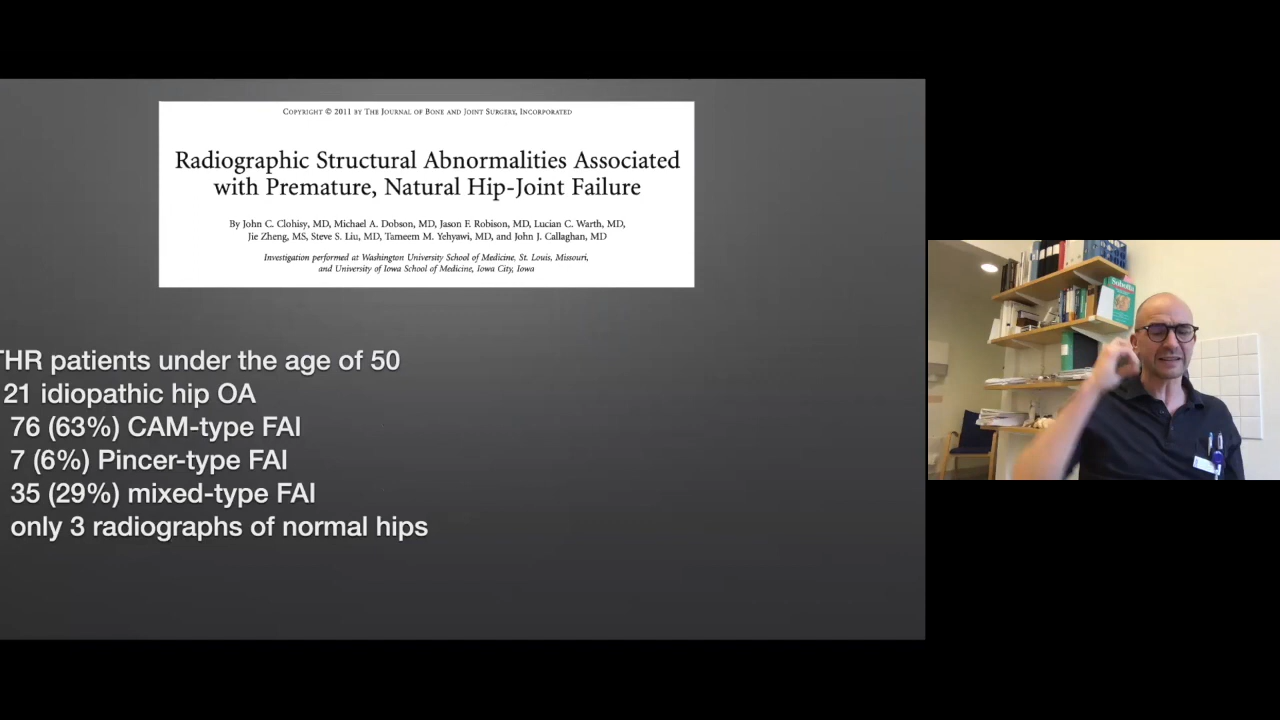 COPYRIGHT © 2011 BY THE JOURNAL OF BONE AND JOINT SURGERY, INCORPORATED
Radiographic Structural Abnormalities Associated
with Premature, Natural Hip-Joint Failure
By John C. Clohisy, MD, Michael A. Dobson, MD, Jason F. Robison, MD, Lucian C. Warth, MD,
Jie Zheng, MS, Steve S. Liu, MD, Tameem M. Yehyawi, MD, and John J. Callaghan, MD
Investigation performed at Washington University School of Medicine, St. Louis, Missouri,
and University of Iowa School of Medicine, Iowa City, Iowa
THR patients under the age of 50
21 idiopathic hip OA
76 (63%) CAM-type FAI
7 (6%) Pincer-type FAI
35 (29%) mixed-type FAI
only 3 radiographs of normal hips
Sobotta